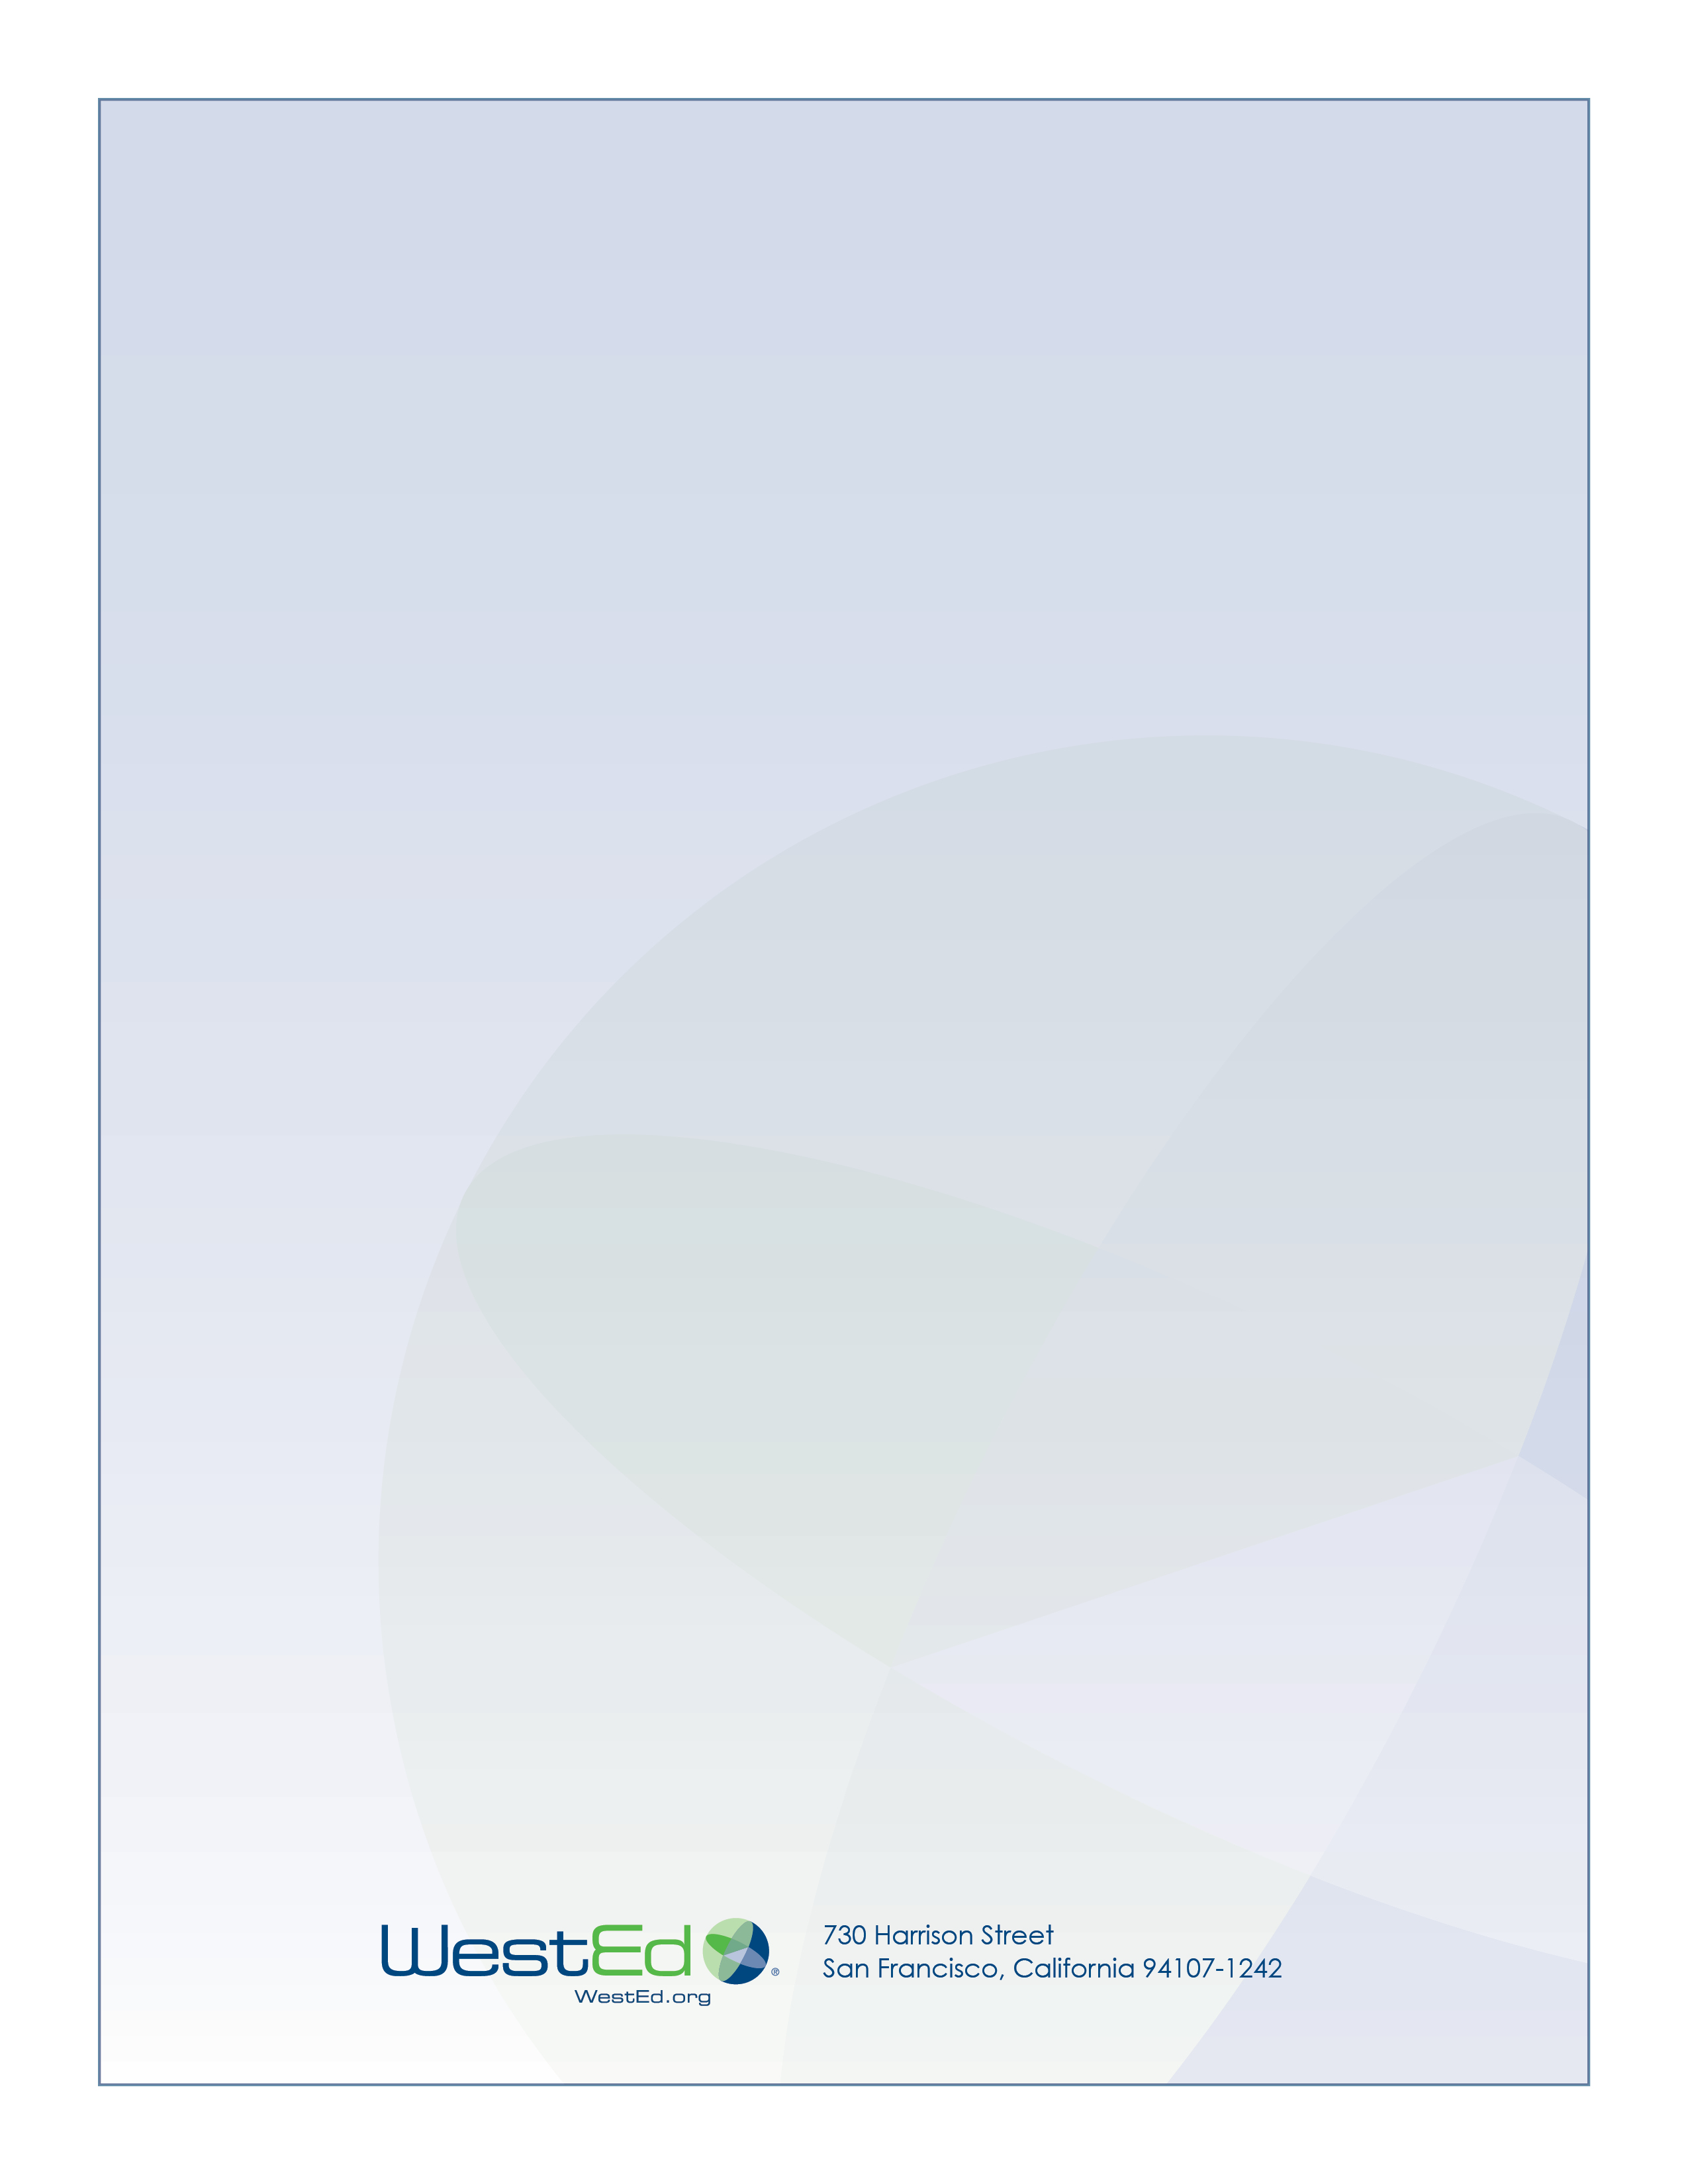 WestEd®
WestEd.org
730 Harrison Street
San Francisco, California 94107-1242